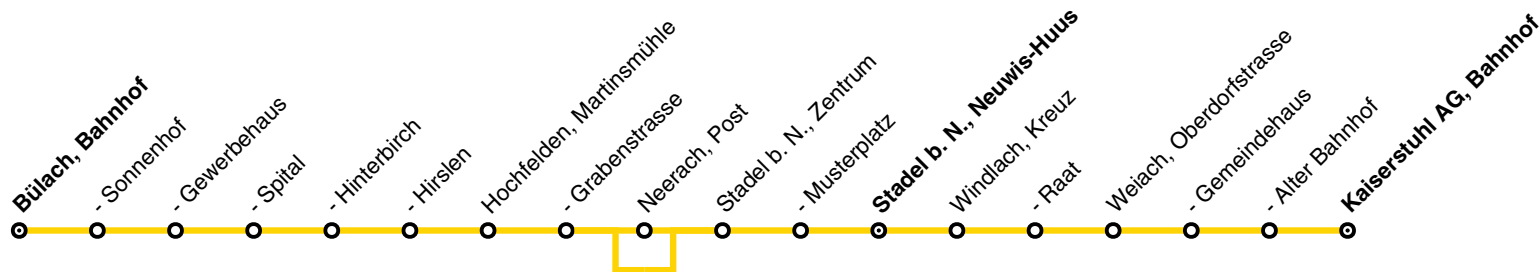 Bülach, Bahnhof
- Sonnenhof
- Gewerbehaus
- Spital
- Hinterbirch
- Hirslen
Hochfelden, Martinsmühle
- Grabenstrasse
Neerach, Post
Stadel b. N., Zentrum
- Musterplatz
Stadel b. N., Neuwis-Huus
Windlach, Kreuz
- Raat
Weiach, Oberdorfstrasse
- Gemeindehaus
- Alter Bahnhof
Kaiserstuhl AG, Bahnhof